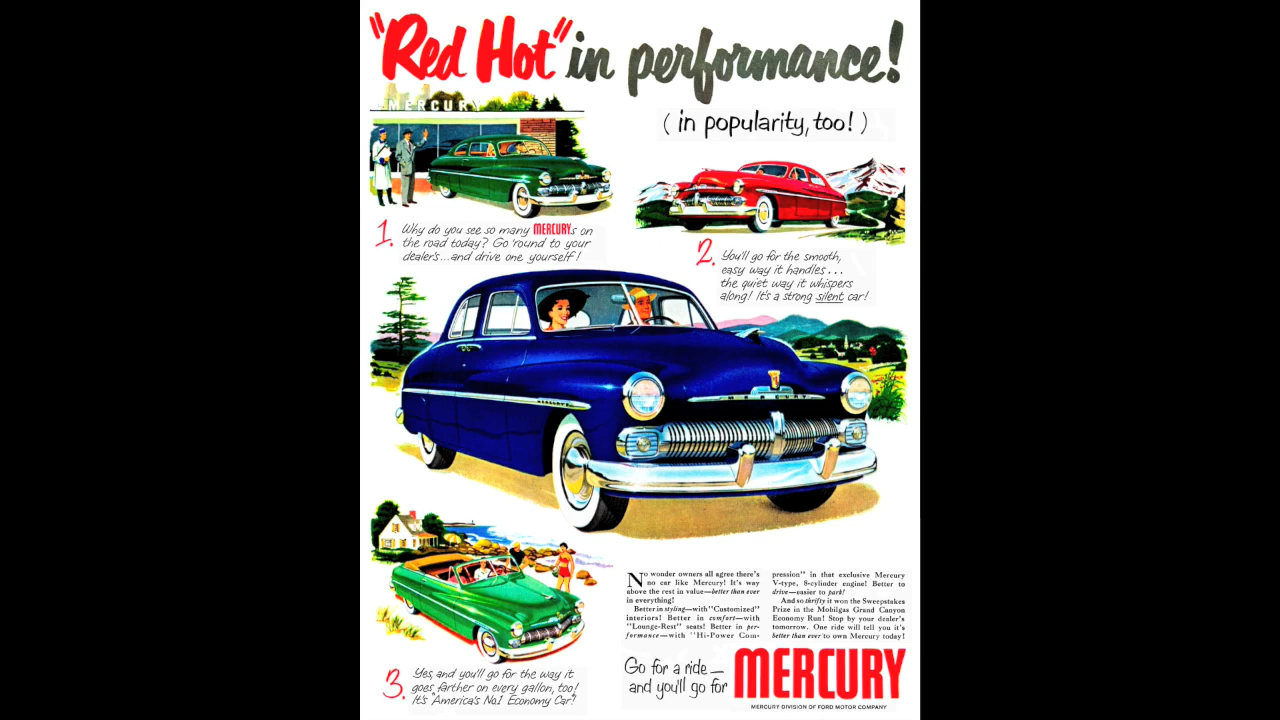 "Red Hot" in performance!
(in popularity, too!)
MERCURY
1. Why do you see so many MERCURYs on
the road today? Go 'round to your
dealer's...and drive one yourself!
2. You'll go for the smooth,
easy way it handles...
the quiet way it whispers
along! It's a strong silent car!
MERCURY
3. Yes, and you'll go for the way it
goes farther on every gallon, too!
It's "America's No.1 Economy Car"!
No wonder owners all agree there's
no car like Mercury! It's way
above the rest in value—better than ever
in everything!
Better in styling—with "Customized"
interiors! Better in comfort—with
"Lounge-Rest" seats! Better in per-
formance—with "Hi-Power Com-
pression" in that exclusive Mercury
V-type, 8-cylinder engine! Better to
drive—easier to park!
And so thrifty it won the Sweepstakes
Prize in the Mobilgas Grand Canyon
Economy Run! Stop by your dealer's
tomorrow. One ride will tell you it's
better than ever to own Mercury today!
Go for a ride—
and you'll go for MERCURY
MERCURY DIVISION OF FORD MOTOR COMPANY